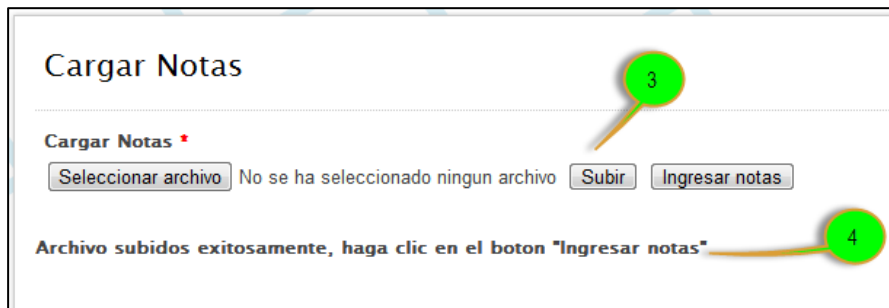 Cargar Notas
3
Cargar Notas *
Seleccionar archivo No se ha seleccionado ningun archivo Subir Ingresar notas
Archivo subidos exitosamente, haga clic en el boton "Ingresar notas"
4